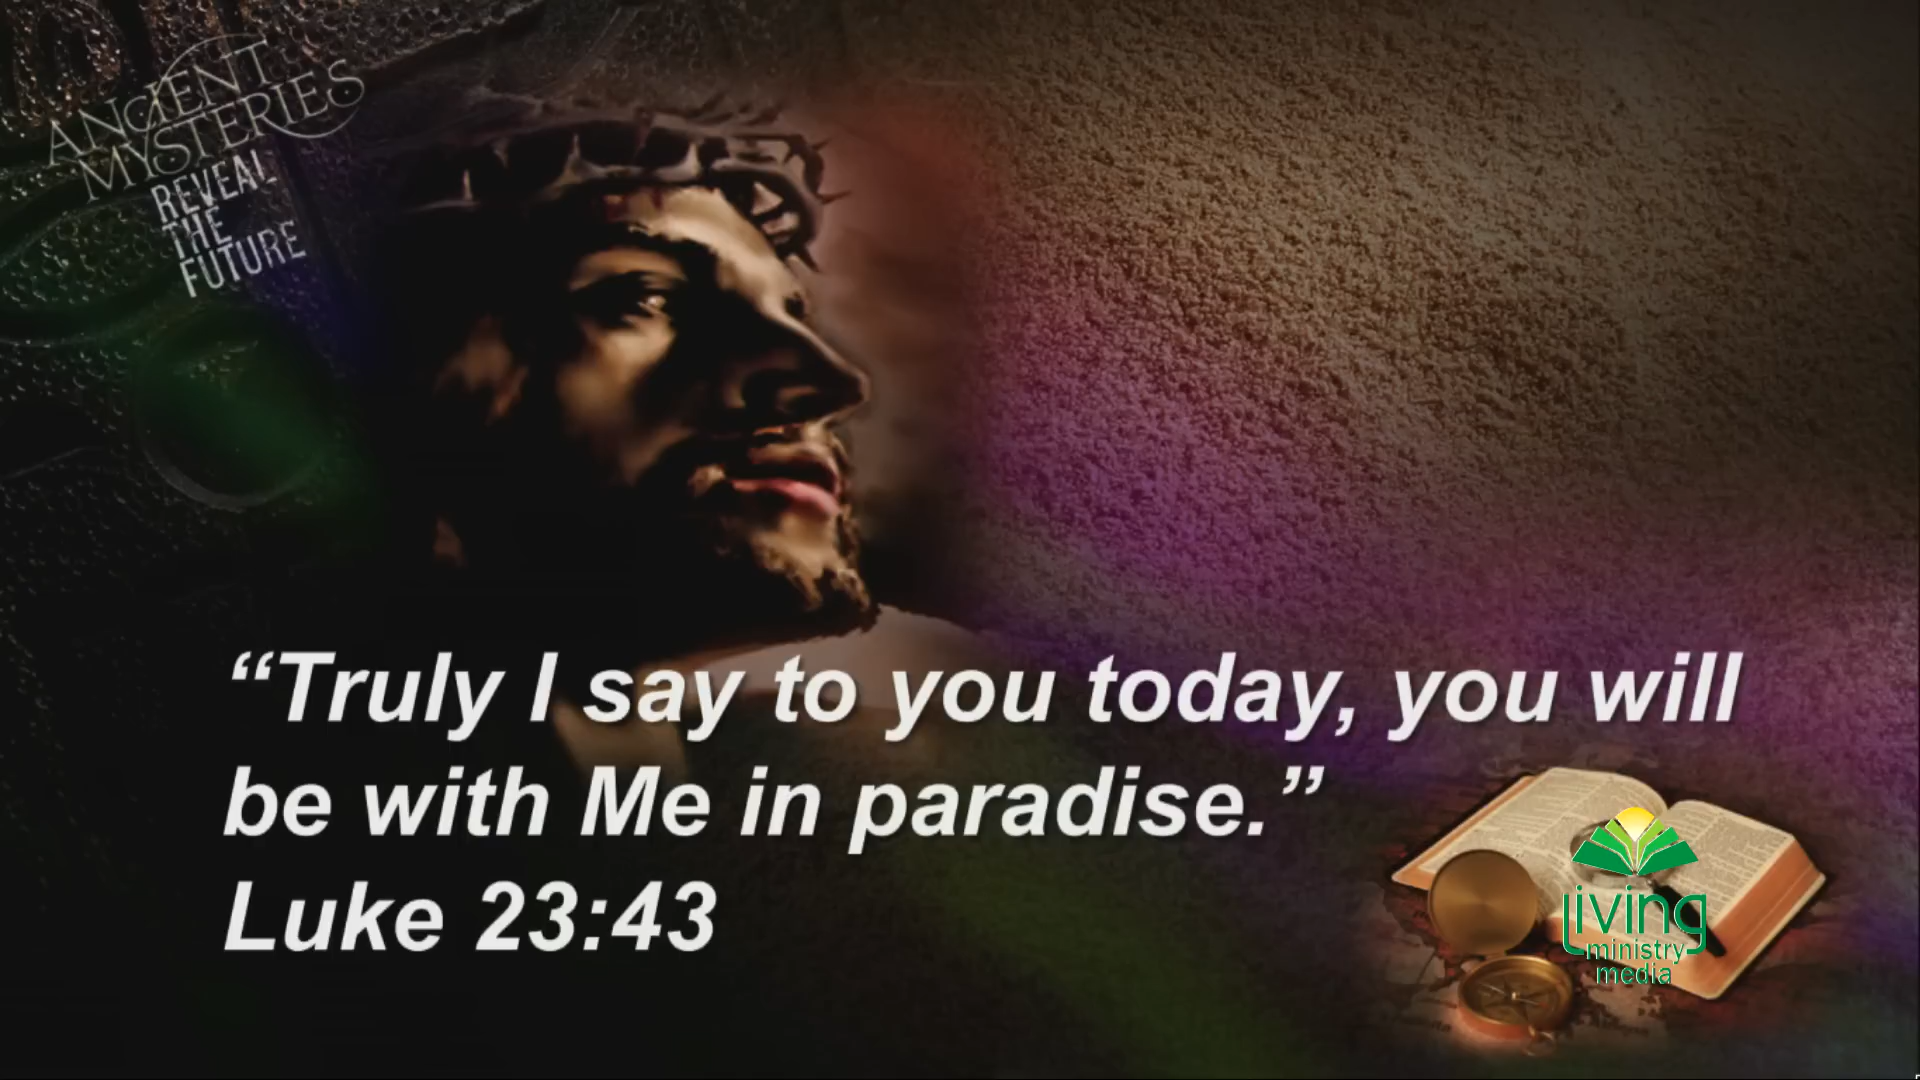 ANCIENT
MYSTERIES
REVEAL
THE
FUTURE
“Truly I say to you today, you will
be with Me in paradise.”
Luke 23:43
Living
ministry
media